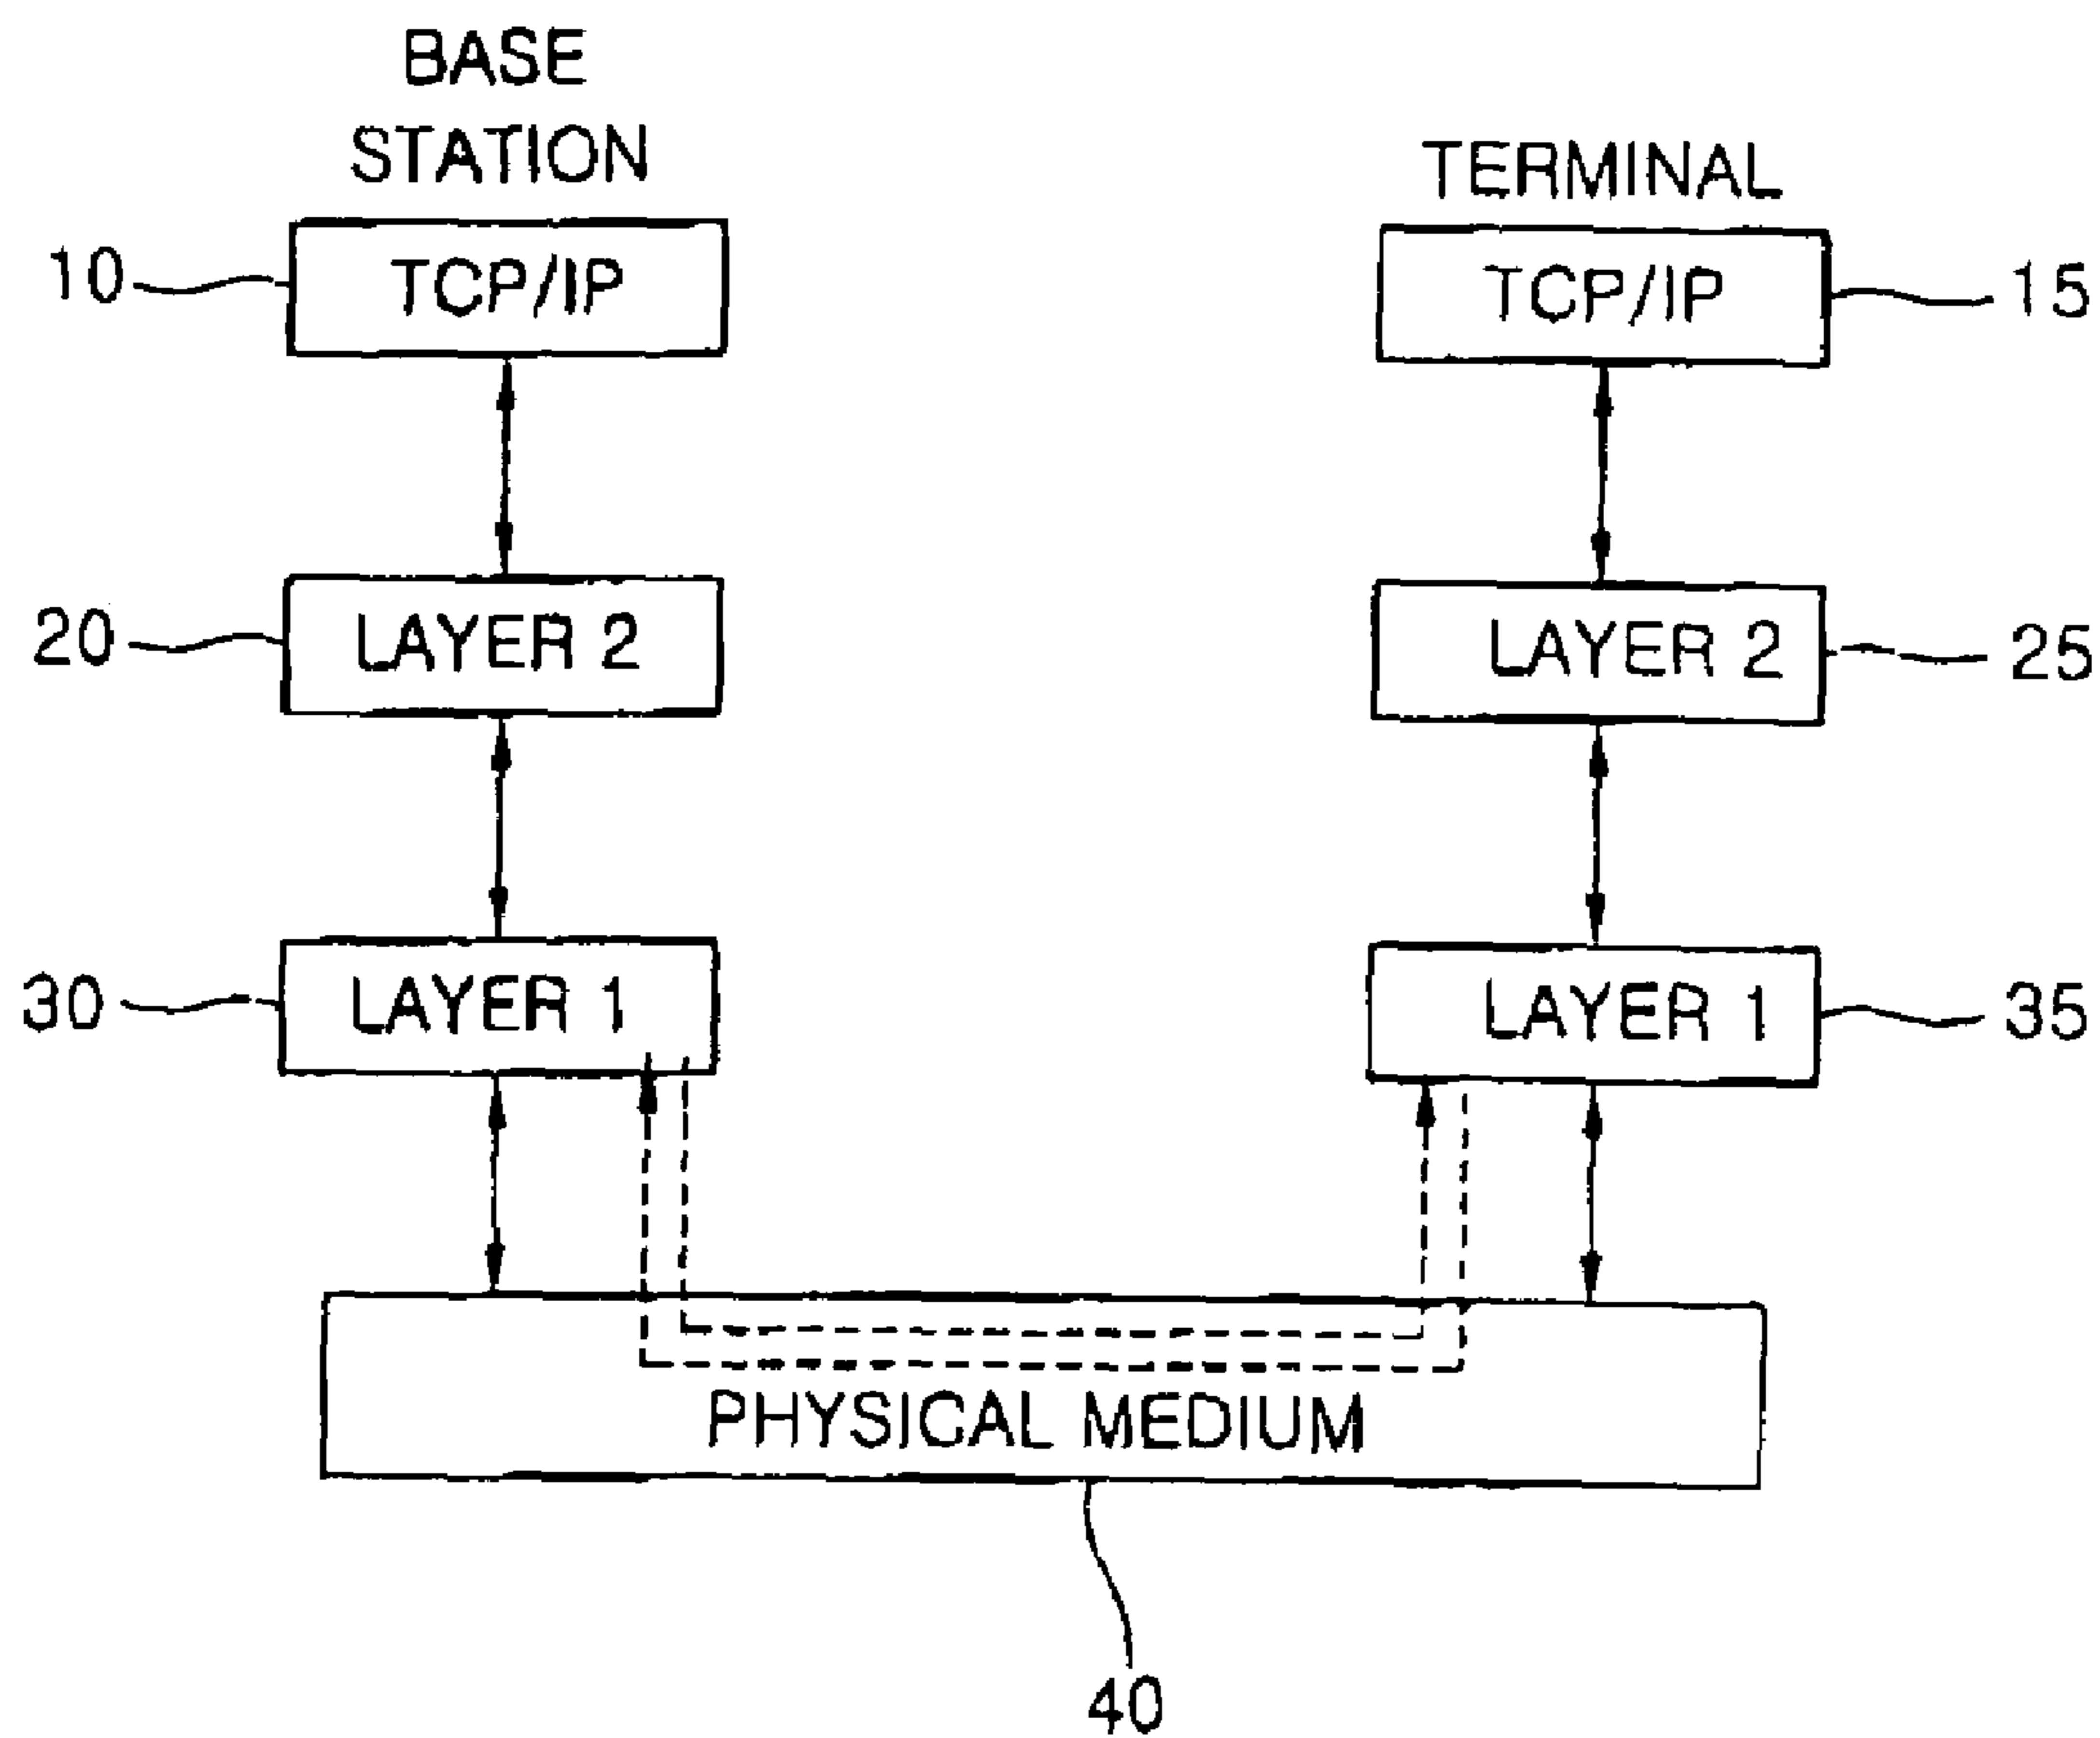 BASE
STATION
TERMINAL
10
TCP/IP
TCP/IP
15
20
LAYER 2
LAYER 2
25
30
LAYER 1
LAYER 1
35
PHYSICAL MEDIUM
40